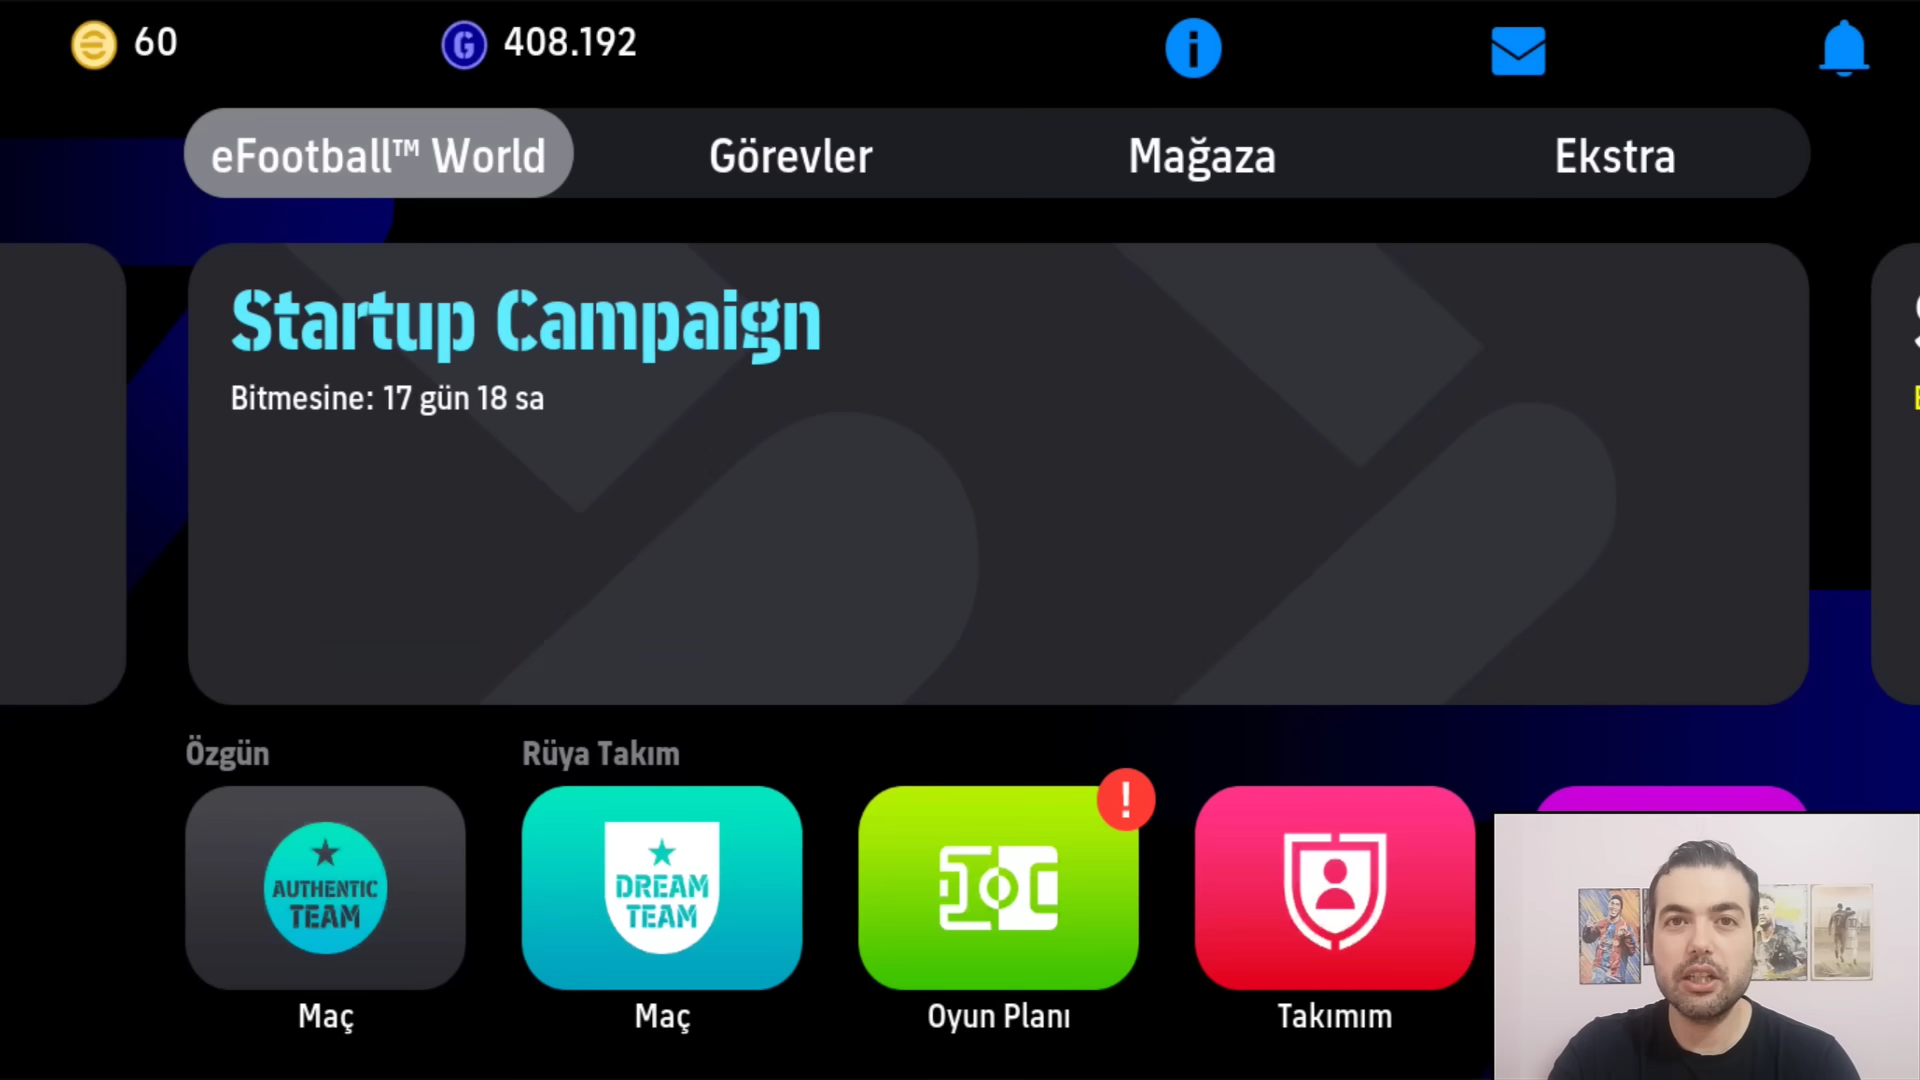 60
408.192
eFootball™ World
Görevler
Mağaza
Ekstra
Startup Campaign
Bitmesine: 17 gün 18 sa
Özgün
Rüya Takım
AUTHENTIC
TEAM
DREAM
TEAM
!
Maç
Maç
Oyun Planı
Takımım